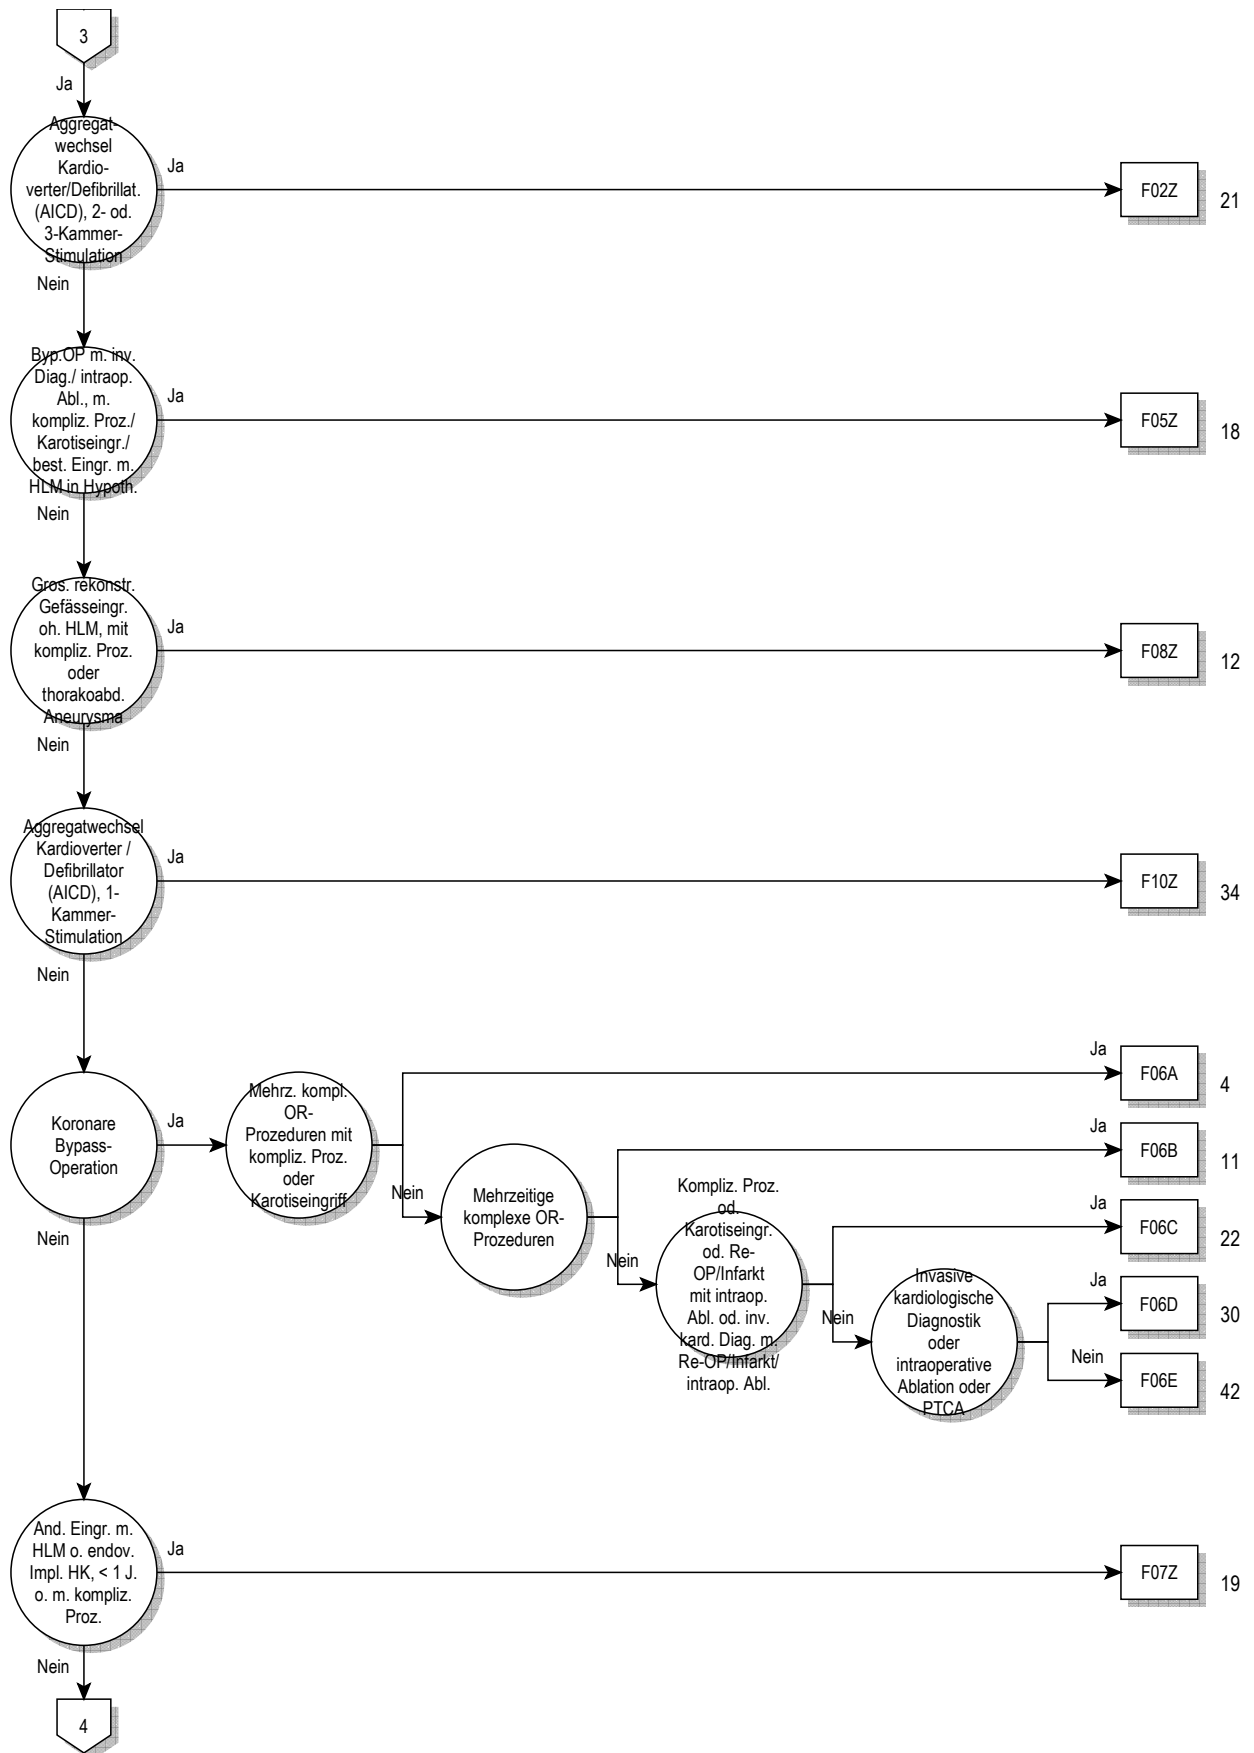 3
Ja
Aggregat-
wechsel
Kardio-
verter/Defibrillat.
(AICD), 2- od.
3-Kammer-
Stimulation
Ja
F02Z
21
Nein
Byp.OP m. inv.
Diag./ intraop.
Abl., m.
kompliz. Proz./
Karotiseingr./
best. Eingr. m.
HLM in Hypoth.
Ja
F05Z
18
Nein
Gros. rekonstr.
Gefässeingr.
oh. HLM, mit
kompliz. Proz.
oder
thorakoabd.
Aneurysma
Ja
F08Z
12
Nein
Aggregatwechsel
Kardioverter /
Defibrillator
(AICD), 1-
Kammer-
Stimulation
Ja
F10Z
34
Nein
Koronare
Bypass-
Operation
Ja
Mehrz. kompl.
OR-
Prozeduren mit
kompliz. Proz.
oder
Karotiseingriff
Ja
F06A
4
Nein
Mehrzeitige
komplexe OR-
Prozeduren
Ja
F06B
11
Nein
Kompliz. Proz.
od.
Karotiseingr.
od. Re-
OP/Infarkt
mit intraop.
Abl. od. inv.
kard. Diag. m.
Re-OP/Infarkt/
intraop. Abl.
Ja
F06C
22
Nein
Invasive
kardiologische
Diagnostik
oder
intraoperative
Ablation oder
PTCA
Ja
F06D
30
Nein
F06E
42
Nein
And. Eingr. m.
HLM o. endov.
Impl. HK, < 1 J.
o. m. kompliz.
Proz.
Ja
F07Z
19
Nein
4